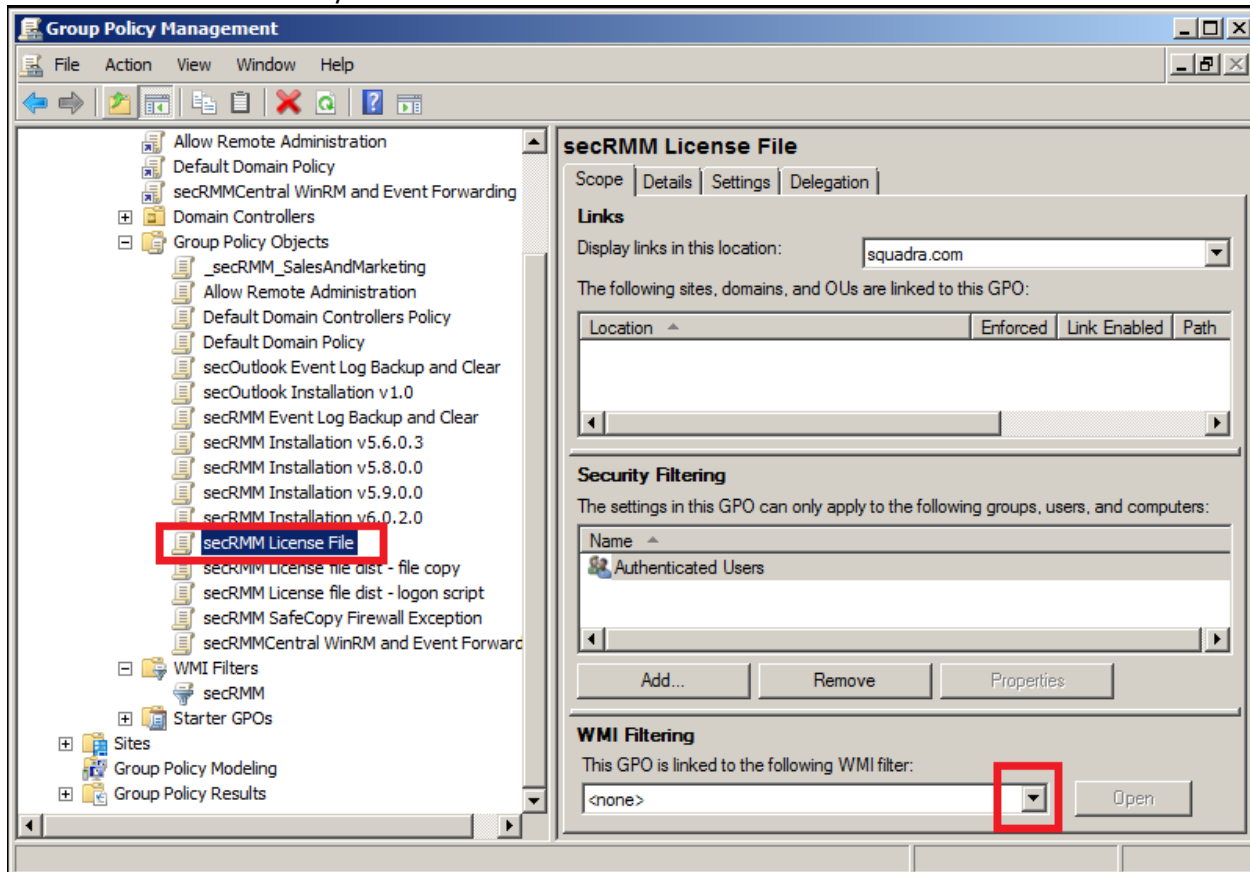 Group Policy Management
File Action View Window Help
Allow Remote Administration
Default Domain Policy
secRMMCentral WinRM and Event Forwarding
Domain Controllers
Group Policy Objects
_secRMM_SalesAndMarketing
Allow Remote Administration
Default Domain Controllers Policy
Default Domain Policy
secOutlook Event Log Backup and Clear
secOutlook Installation v1.0
secRMM Event Log Backup and Clear
secRMM Installation v5.6.0.3
secRMM Installation v5.8.0.0
secRMM Installation v5.9.0.0
secRMM Installation v6.0.2.0
secRMM License File
secRMM License file dist - file copy
secRMM License file dist - logon script
secRMM SafeCopy Firewall Exception
secRMMCentral WinRM and Event Forward
WMI Filters
secRMM
Starter GPOs
Sites
Group Policy Modeling
Group Policy Results
secRMM License File
Scope Details Settings Delegation
Links
Display links in this location: squadra.com
The following sites, domains, and OUs are linked to this GPO:
Location Enforced Link Enabled Path
Security Filtering
The settings in this GPO can only apply to the following groups, users, and computers:
Name
Authenticated Users
Add... Remove Properties
WMI Filtering
This GPO is linked to the following WMI filter:
<none> Open